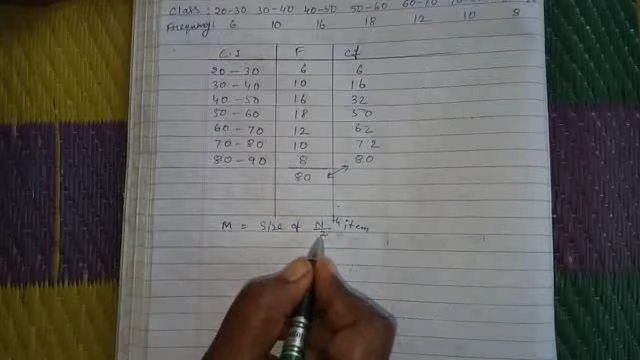 Class: 20-30 30-40 40-50 50-60 60-70
Frequency: 6 10 16 18 12 10 8
C.I F cf
20-30 6 6
30-40 10 16
40-50 16 32
50-60 18 50
60-70 12 62
70-80 10 72
80-90 8 80
80
M = Size of N/2 th item